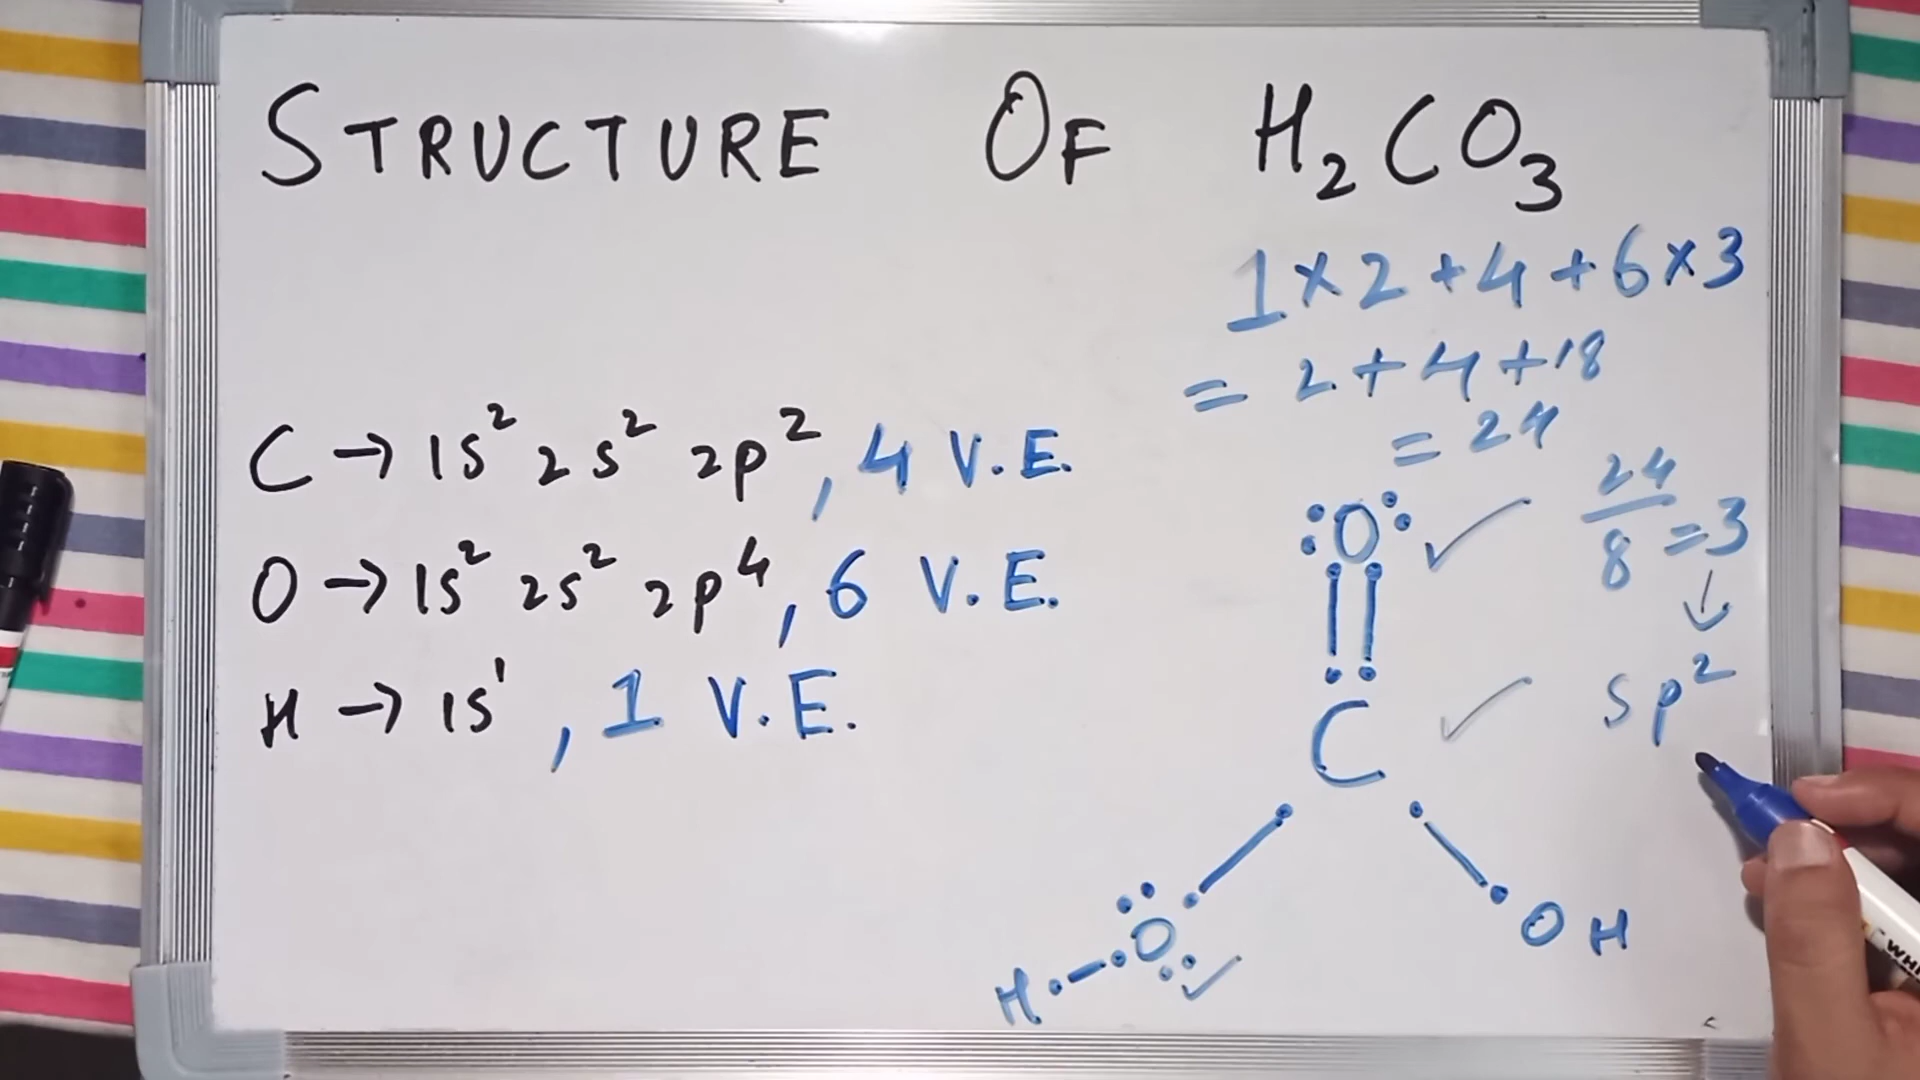 STRUCTURE OF H₂CO₃
1×2+4+6×3
= 2+4+18
= 24
C → 1s² 2s² 2p², 4 V.E.
O → 1s² 2s² 2p⁴, 6 V.E.
H → 1s¹, 1 V.E.
24/8 = 3
↓
sp²
O
C
O OH
H